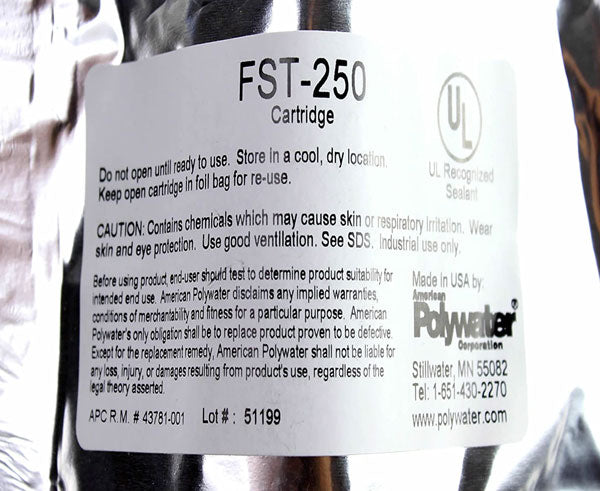 FST-250
Cartridge
UL
UL Recognized
Sealant
Do not open until ready to use. Store in a cool, dry location.
Keep open cartridge in foil bag for re-use.
CAUTION: Contains chemicals which may cause skin or respiratory irritation. Wear
skin and eye protection. Use good ventilation. See SDS. Industrial use only.
Before using product, end-user should test to determine product suitability for
intended end use. American Polywater disclaims any implied warranties,
conditions of merchantability and fitness for a particular purpose. American
Polywater's only obligation shall be to replace product proven to be defective.
Except for the replacement remedy, American Polywater shall not be liable for
any loss, injury, or damages resulting from product's use, regardless of the
legal theory asserted.
APC R.M. # 43781-001 Lot # : 51199
Made in USA by:
American
Polywater®
Corporation
Stillwater, MN 55082
Tel: 1-651-430-2270
www.polywater.com